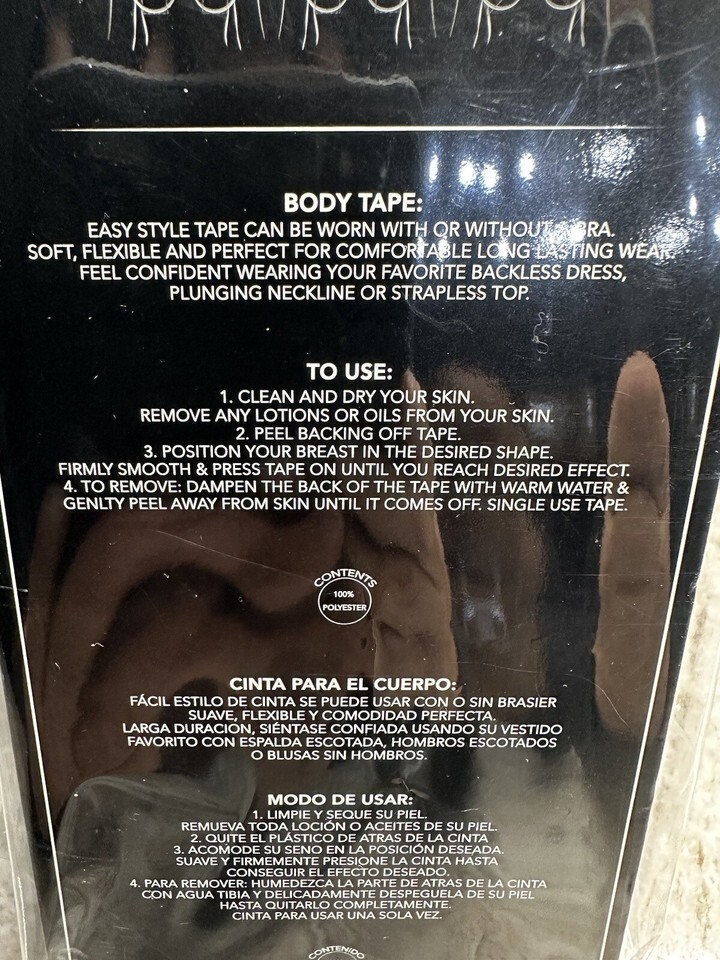 BODY TAPE:
EASY STYLE TAPE CAN BE WORN WITH OR WITHOUT A BRA.
SOFT, FLEXIBLE AND PERFECT FOR COMFORTABLE LONG LASTING WEAR.
FEEL CONFIDENT WEARING YOUR FAVORITE BACKLESS DRESS,
PLUNGING NECKLINE OR STRAPLESS TOP.
TO USE:
1. CLEAN AND DRY YOUR SKIN.
REMOVE ANY LOTIONS OR OILS FROM YOUR SKIN.
2. PEEL BACKING OFF TAPE.
3. POSITION YOUR BREAST IN THE DESIRED SHAPE.
FIRMLY SMOOTH & PRESS TAPE ON UNTIL YOU REACH DESIRED EFFECT.
4. TO REMOVE: DAMPEN THE BACK OF THE TAPE WITH WARM WATER &
GENLTY PEEL AWAY FROM SKIN UNTIL IT COMES OFF. SINGLE USE TAPE.
CONTENTS
100%
POLYESTER
CINTA PARA EL CUERPO:
FÁCIL ESTILO DE CINTA SE PUEDE USAR CON O SIN BRASIER
SUAVE, FLEXIBLE Y COMODIDAD PERFECTA.
LARGA DURACION, SIÉNTASE CONFIADA USANDO SU VESTIDO
FAVORITO CON ESPALDA ESCOTADA, HOMBROS ESCOTADOS
O BLUSAS SIN HOMBROS.
MODO DE USAR:
1. LIMPIE Y SEQUE SU PIEL.
REMUEVA TODA LOCIÓN O ACEITES DE SU PIEL.
2. QUITE EL PLÁSTICO DE ATRAS DE LA CINTA
3. ACOMODE SU SENO EN LA POSICIÓN DESEADA.
SUAVE Y FIRMEMENTE PRESIONE LA CINTA HASTA
CONSEGUIR EL EFECTO DESEADO.
4. PARA REMOVER: HUMEDEZCA LA PARTE DE ATRAS DE LA CINTA
CON AGUA TIBIA Y DELICADAMENTE DESPEGUELA DE SU PIEL
HASTA QUITARLO COMPLETAMENTE.
CINTA PARA USAR UNA SOLA VEZ.
CONTENIDO